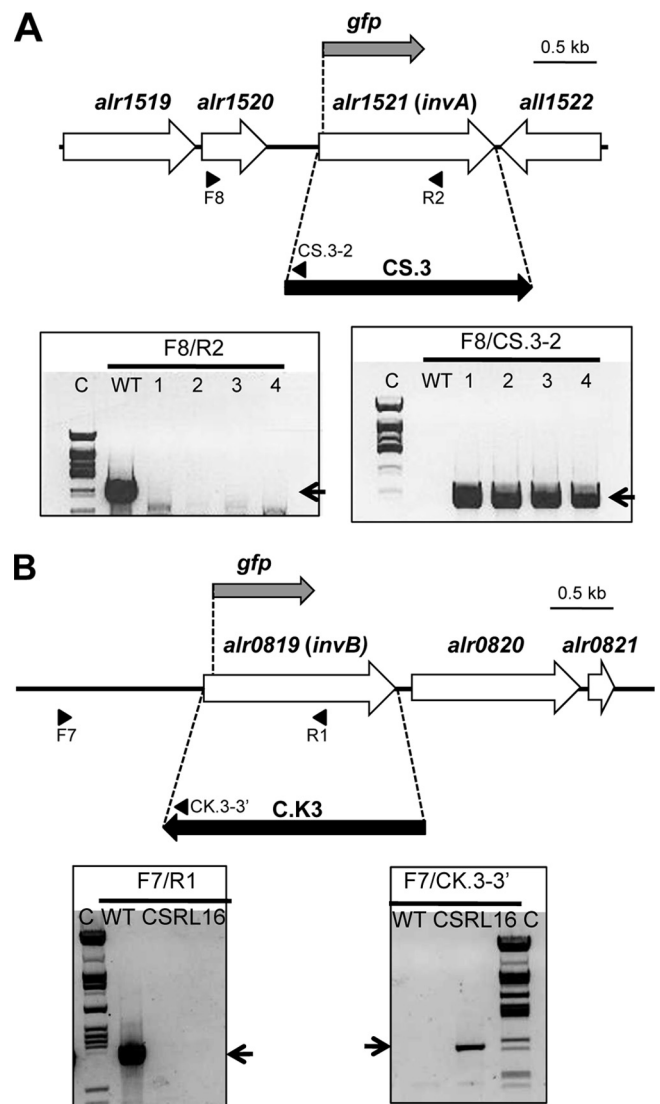 A
gfp
0.5 kb
alr1519 alr1520 alr1521 (invA) all1522
F8 R2
CS.3-2
CS.3
F8/R2
C WT 1 2 3 4
F8/CS.3-2
C WT 1 2 3 4
B
gfp
0.5 kb
alr0819 (invB) alr0820 alr0821
F7 R1
CK.3-3'
C.K3
F7/R1
C WT CSRL16
F7/CK.3-3'
WT CSRL16 C